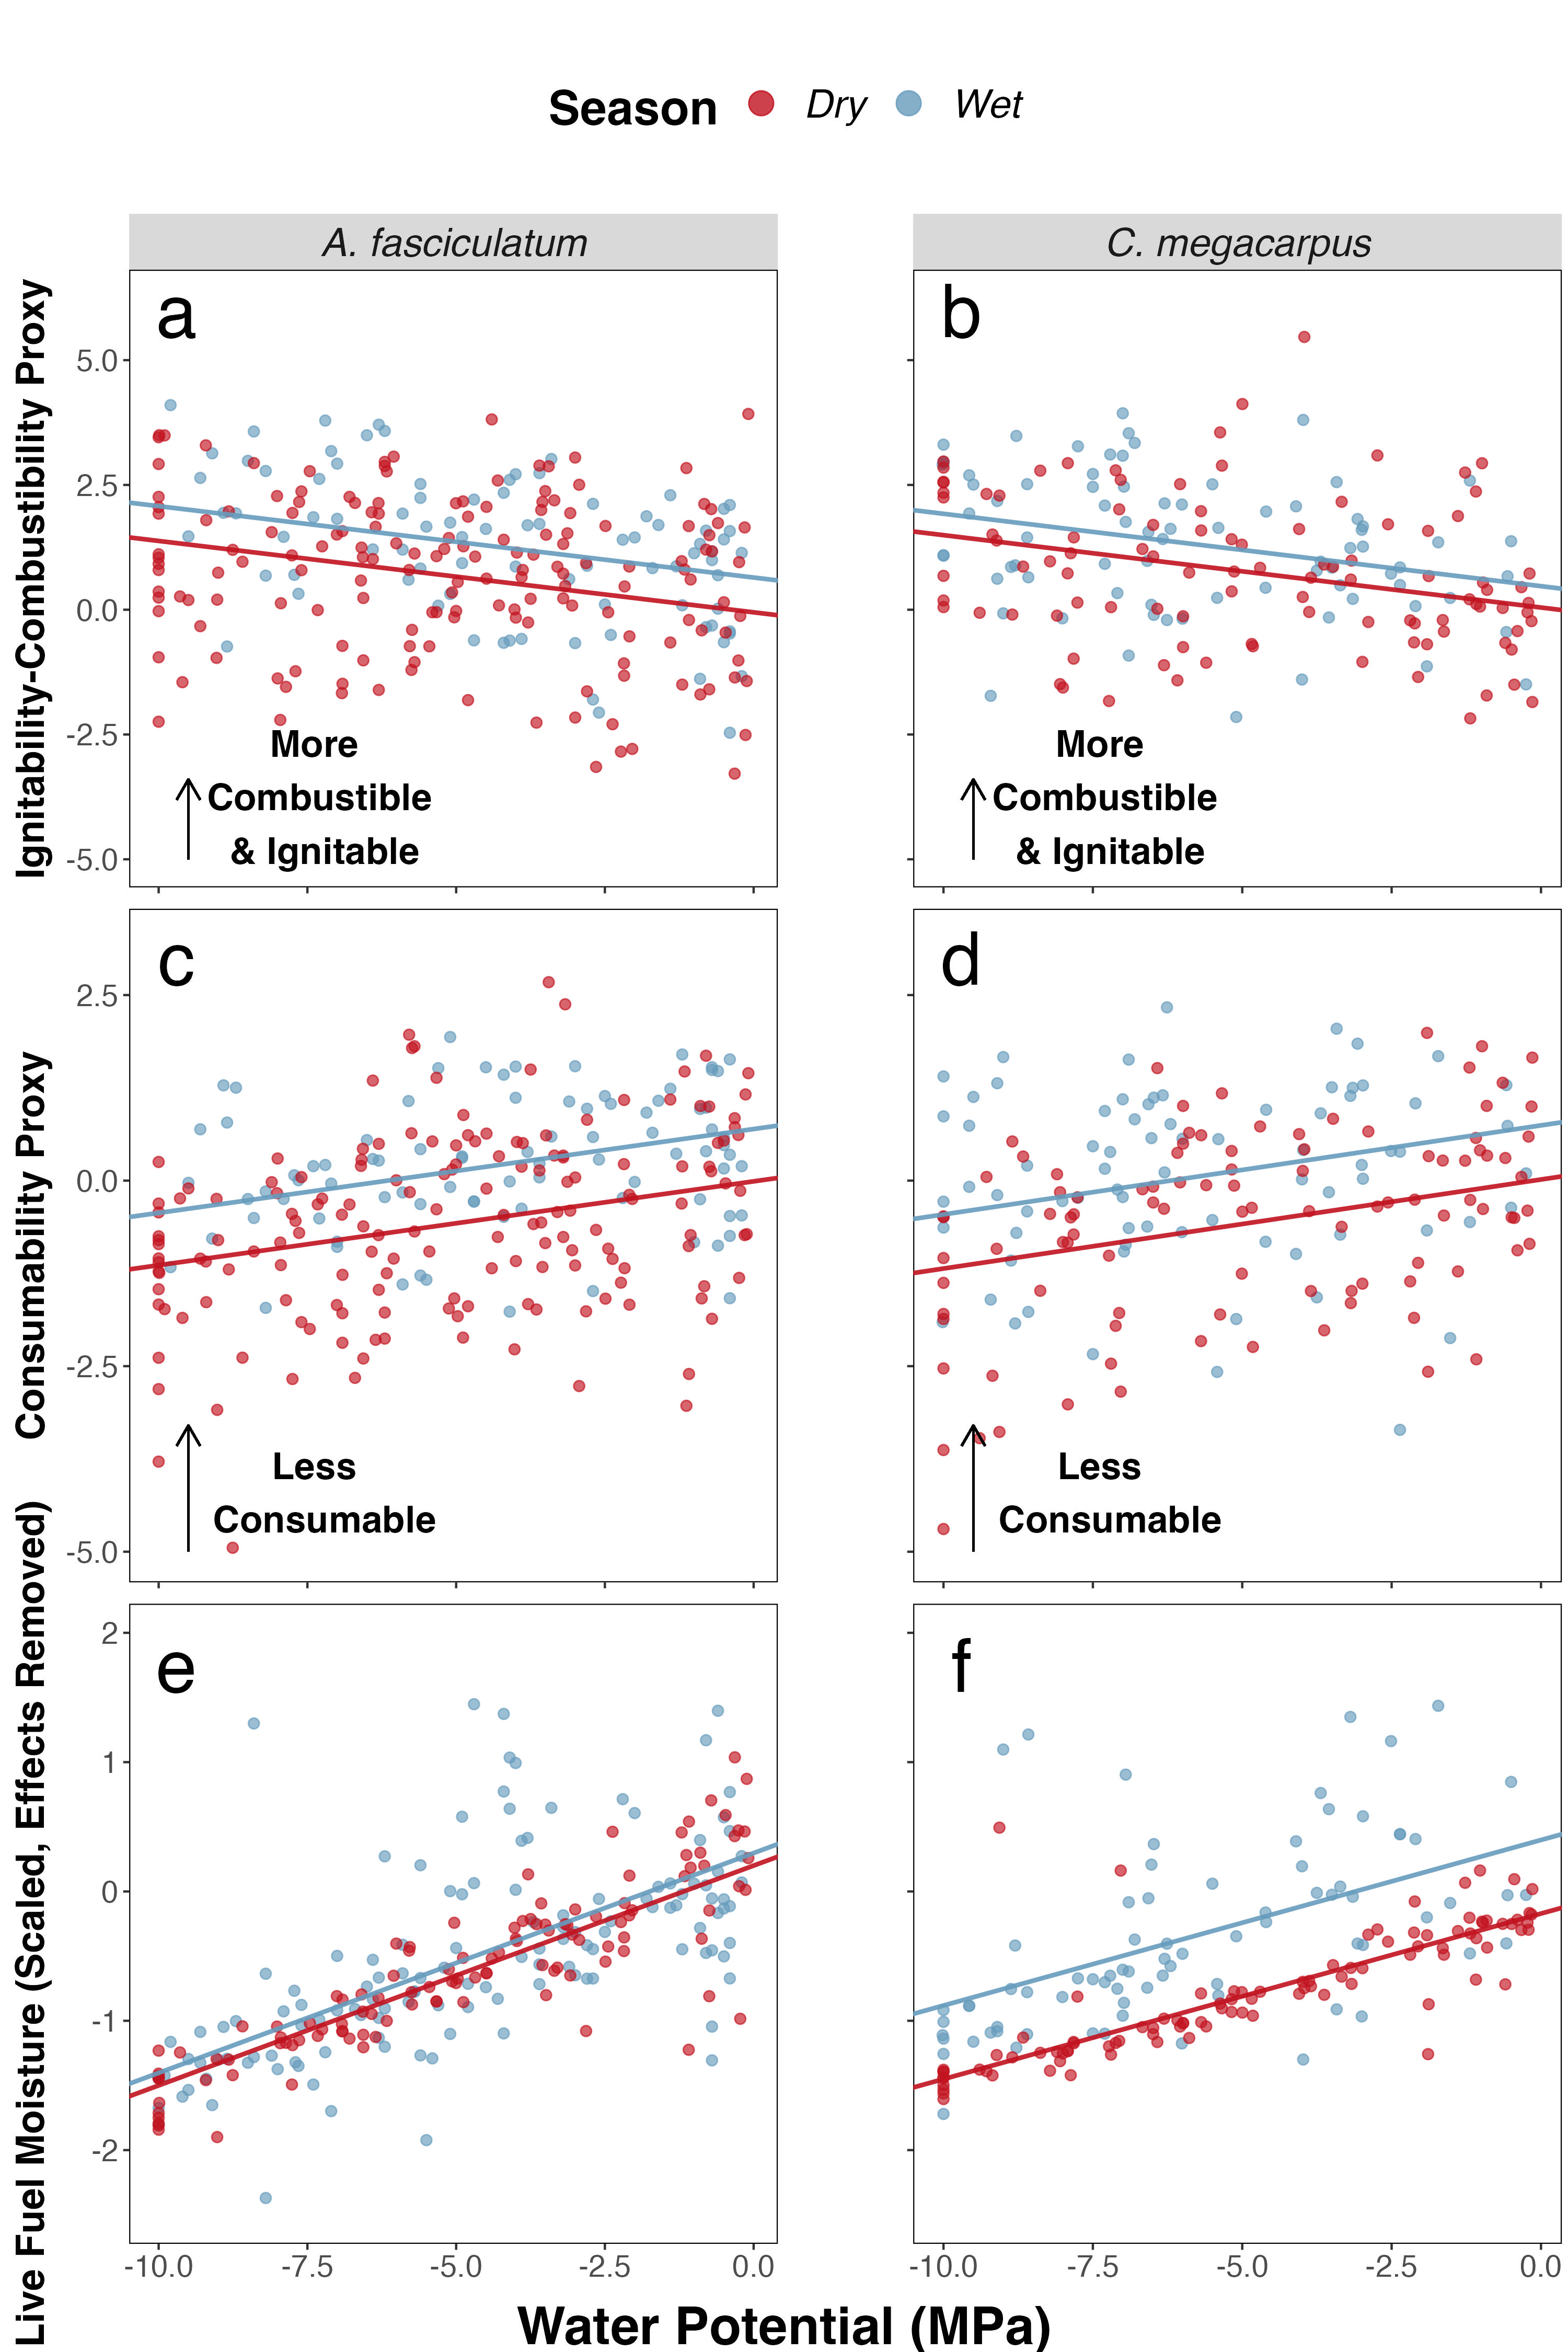 Season Dry Wet
A. fasciculatum
C. megacarpus
Ignitability-Combustibility Proxy
a
5.0
2.5
0.0
-2.5
-5.0
More
Combustible
& Ignitable
b
More
Combustible
& Ignitable
Consumability Proxy
c
2.5
0.0
-2.5
-5.0
Less
Consumable
d
Less
Consumable
Live Fuel Moisture (Scaled, Effects Removed)
e
2
1
0
-1
-2
f
-10.0 -7.5 -5.0 -2.5 0.0
-10.0 -7.5 -5.0 -2.5 0.0
Water Potential (MPa)